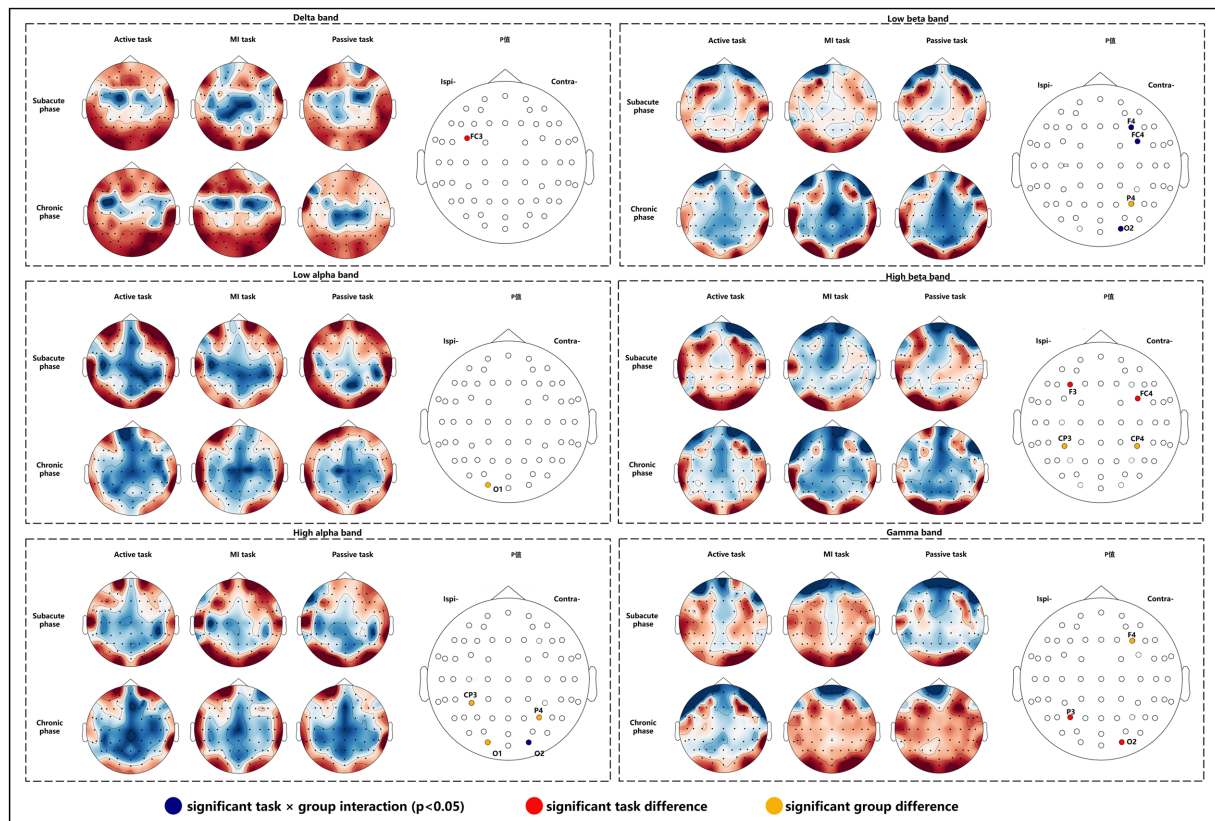 Delta band
Active task
MI task
Passive task
P值
Ispi-
Contra-
Subacute
phase
FC3
Chronic
phase
Low beta band
Active task
MI task
Passive task
P值
Ispi-
Contra-
Subacute
phase
F4
FC4
Chronic
phase
P4
O2
Low alpha band
Active task
MI task
Passive task
P值
Ispi-
Contra-
Subacute
phase
Chronic
phase
O1
High beta band
Active task
MI task
Passive task
P值
Ispi-
Contra-
Subacute
phase
F3
FC4
CP3
CP4
Chronic
phase
High alpha band
Active task
MI task
Passive task
P值
Ispi-
Contra-
Subacute
phase
CP3
P4
Chronic
phase
O1
O2
Gamma band
Active task
MI task
Passive task
P值
Ispi-
Contra-
Subacute
phase
F4
P3
Chronic
phase
O2
significant task × group interaction (p<0.05)
significant task difference
significant group difference